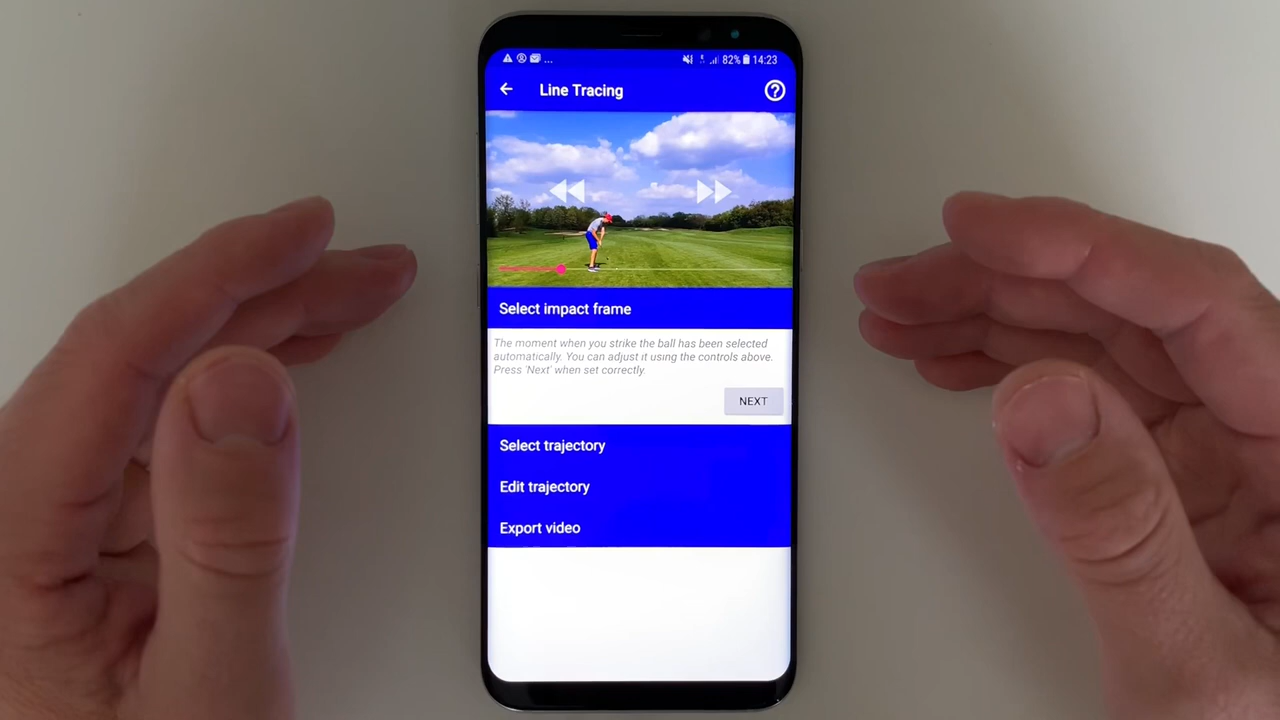 ... 82% 14:23
Line Tracing
Select impact frame
The moment when you strike the ball has been selected
automatically. You can adjust it using the controls above.
Press 'Next' when set correctly.
NEXT
Select trajectory
Edit trajectory
Export video